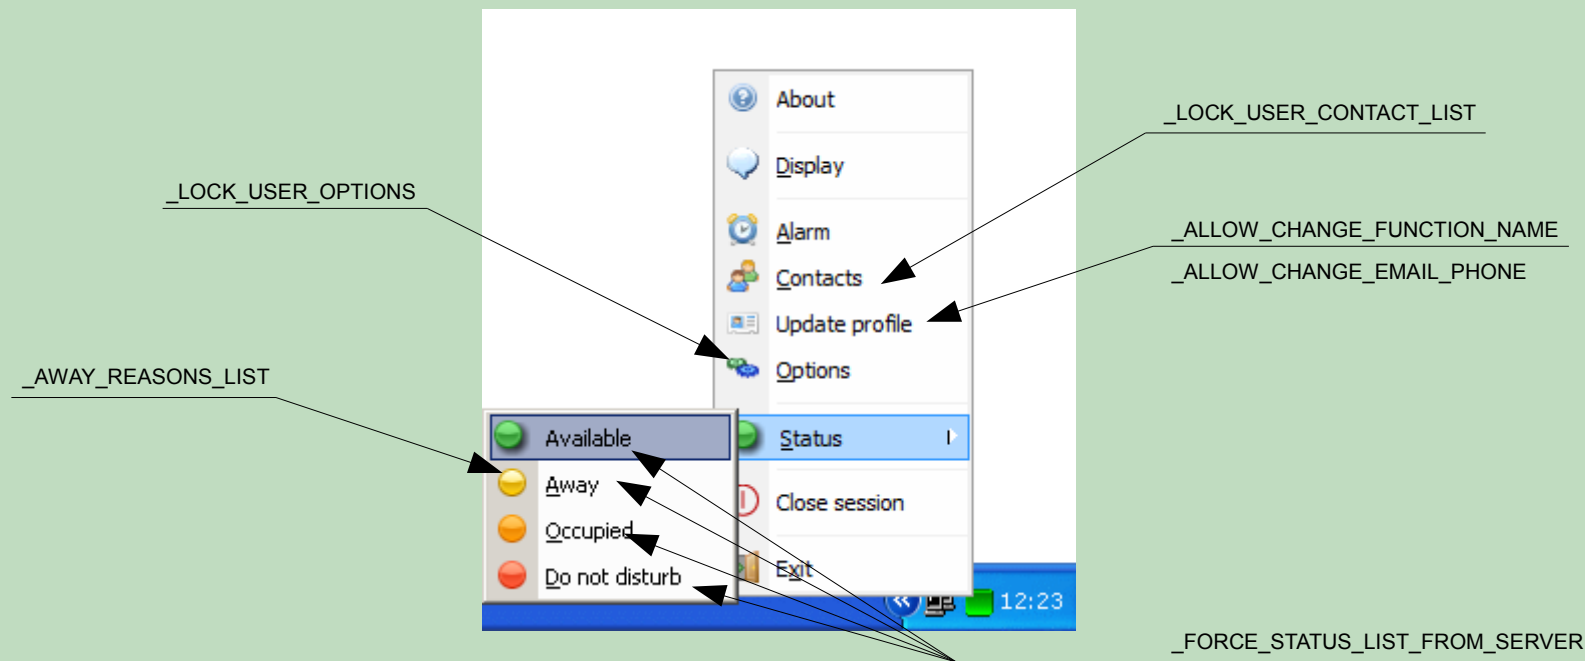 About
_LOCK_USER_CONTACT_LIST
Display
_LOCK_USER_OPTIONS
Alarm
_ALLOW_CHANGE_FUNCTION_NAME
_ALLOW_CHANGE_EMAIL_PHONE
Contacts
Update profile
Options
_AWAY_REASONS_LIST
Available
Status
Away
Close session
Occupied
Do not disturb
Exit
12:23
_FORCE_STATUS_LIST_FROM_SERVER